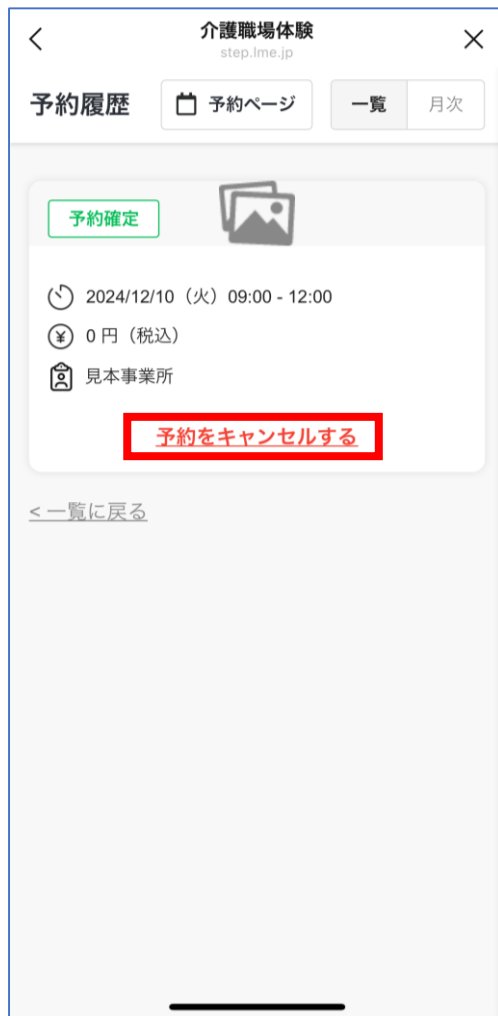 介護職場体験
step.lme.jp
予約履歴
予約ページ
一覧
月次
予約確定
2024/12/10（火）09:00 - 12:00
0 円（税込）
見本事業所
予約をキャンセルする
< 一覧に戻る